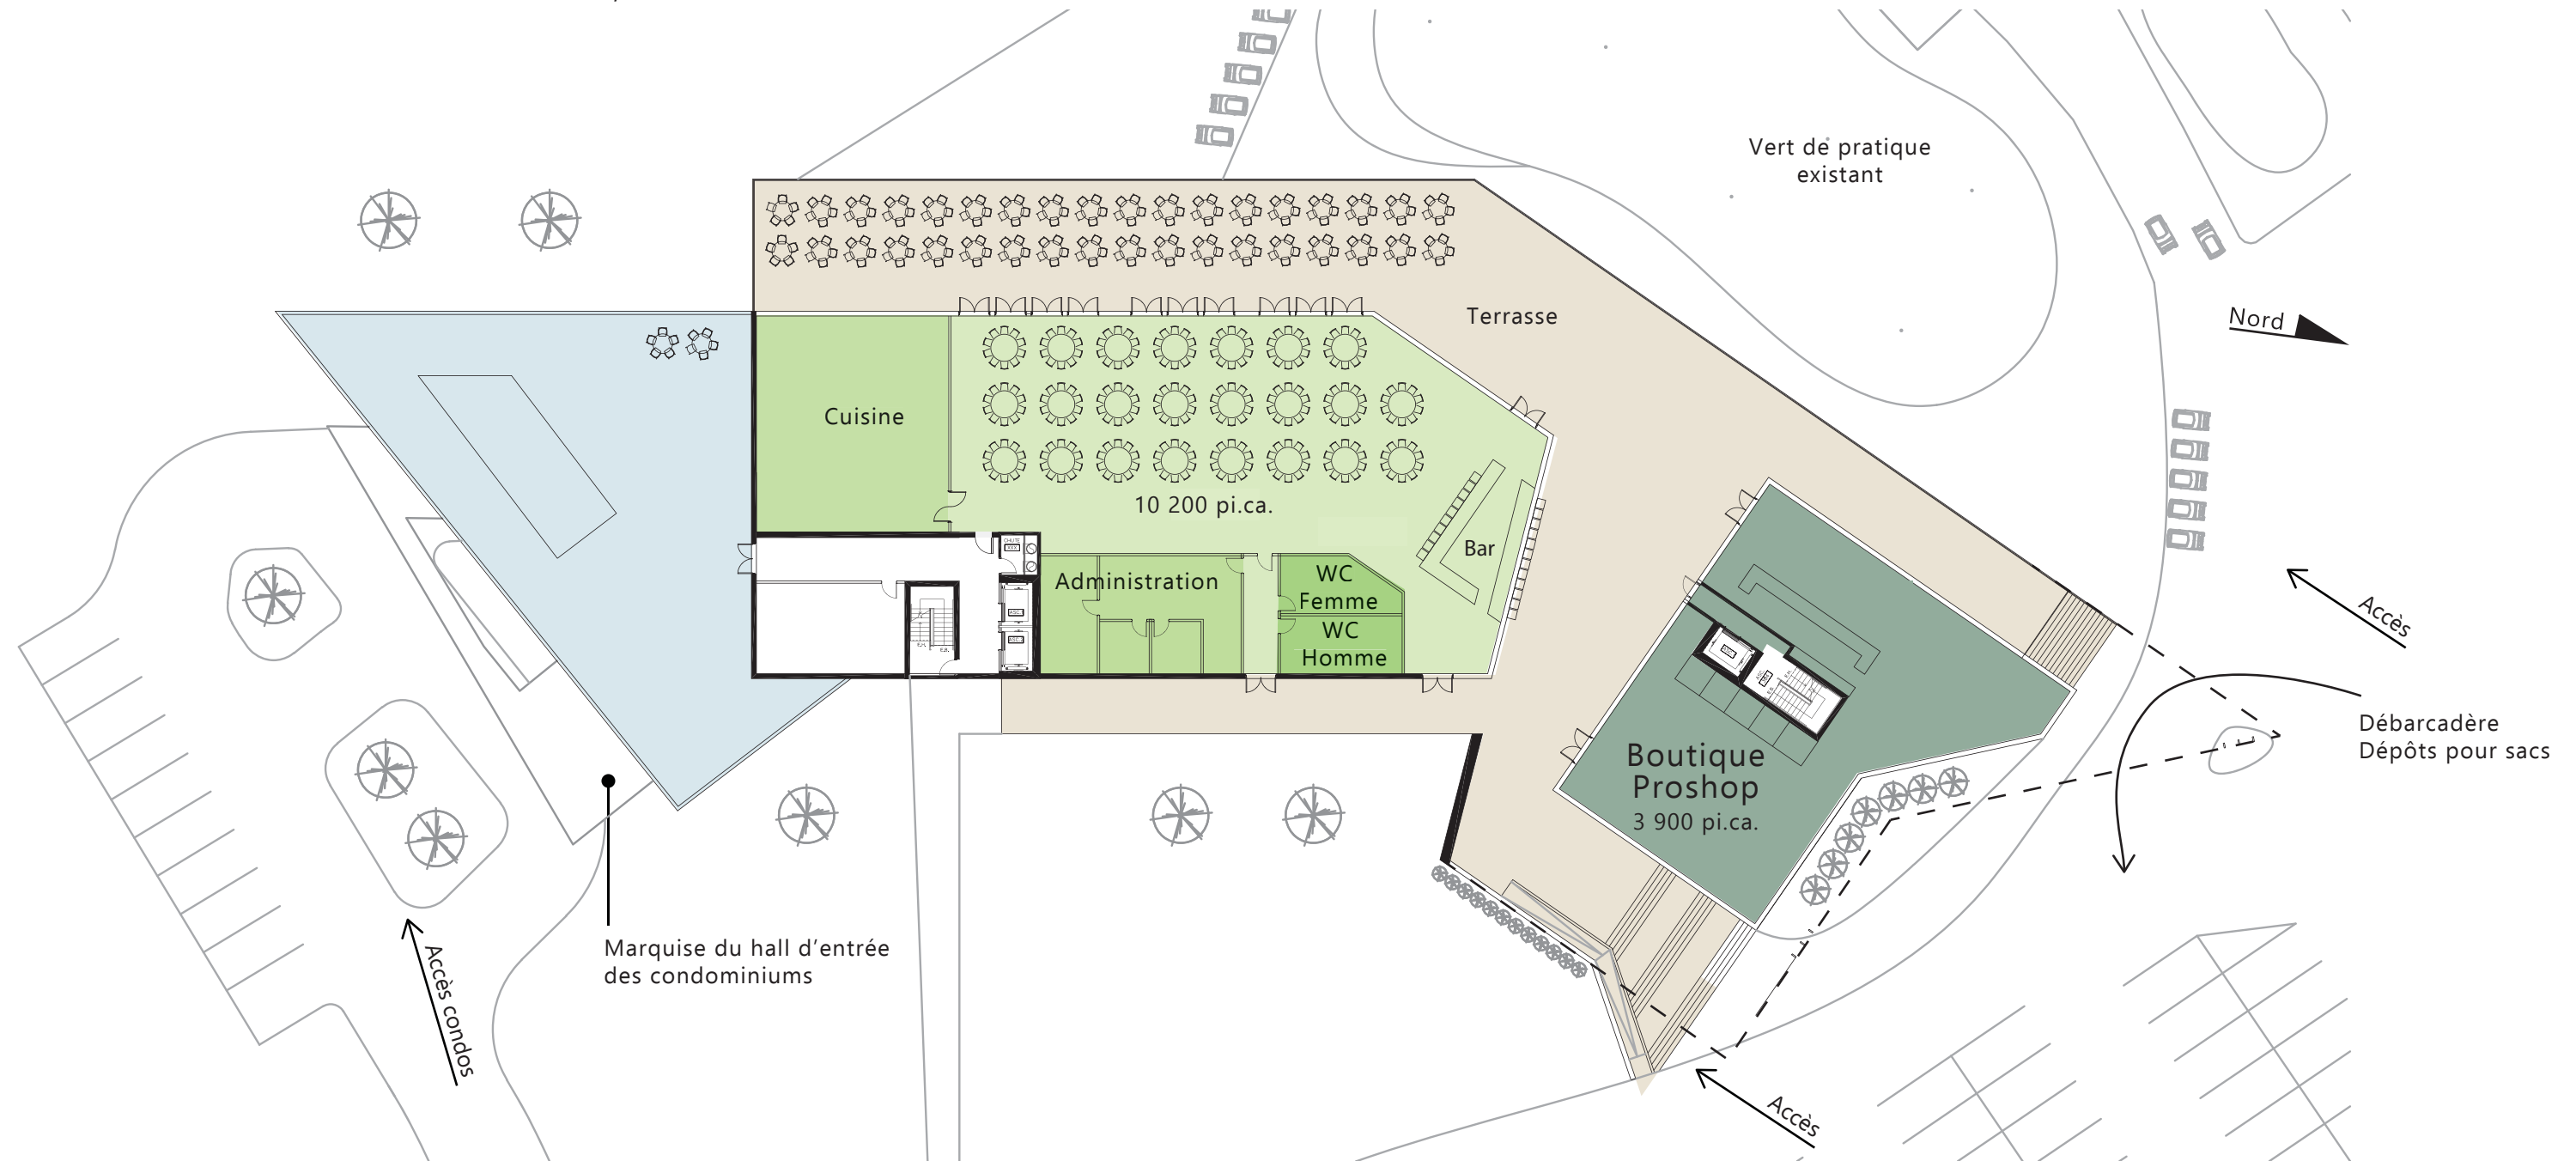 Vert de pratique
existant
Terrasse
Nord
Cuisine
10 200 pi.ca.
Bar
Administration
WC
Femme
WC
Homme
Accès
Débarcadère
Dépôts pour sacs
Boutique
Proshop
3 900 pi.ca.
Marquise du hall d'entrée
des condominiums
Accès condos
Accès